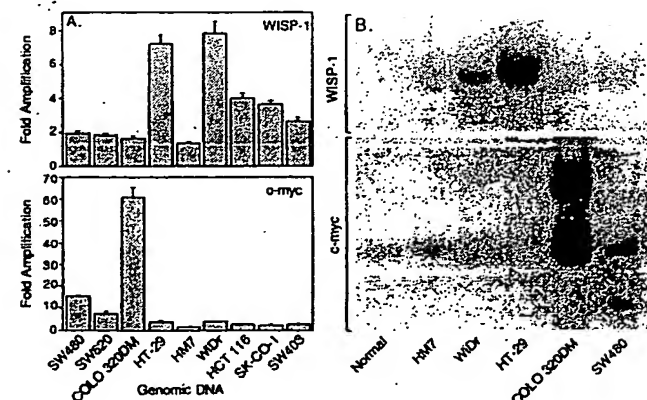 A.
WISP-1
Fold Amplification
8
6
4
2
0
c-myc
Fold Amplification
70
60
50
40
30
20
10
0
SW480
SW620
COLO 320DM
HT-29
HM7
WiDr
HCT 116
SK-CO-1
SW403
Genomic DNA
B.
WISP-1
c-myc
Normal
HM7
WiDr
HT-29
COLO 320DM
SW480